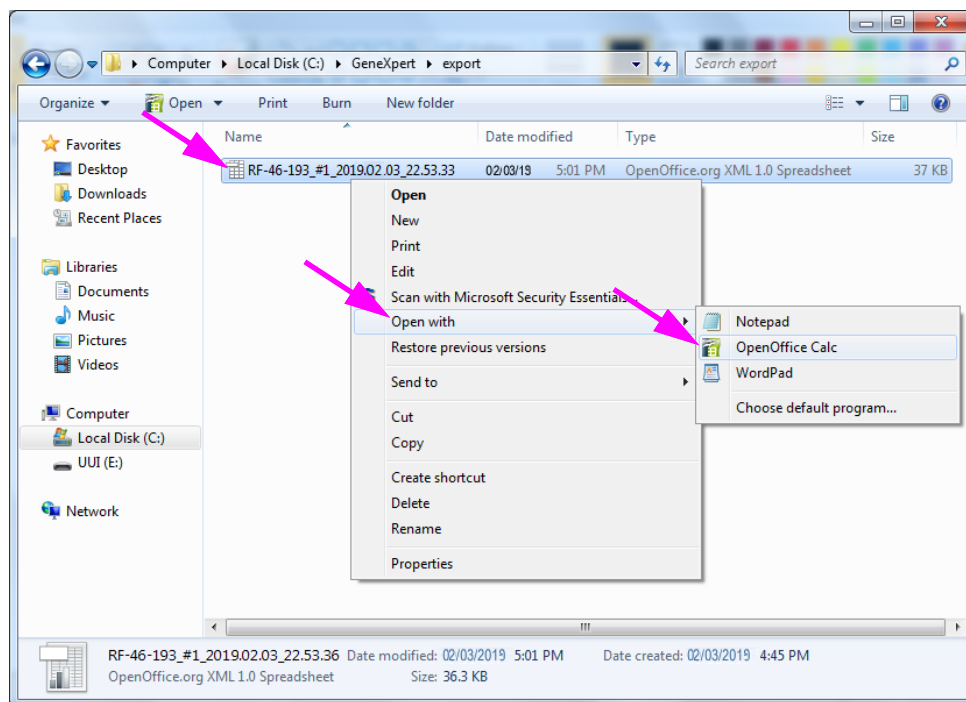 Computer Local Disk (C:) GeneXpert export Search export
Organize Open Print Burn New folder
Name Date modified Type Size
RF-46-193_#1_2019.02.03_22.53.33 02/03/19 5:01 PM OpenOffice.org XML 1.0 Spreadsheet 37 KB
Favorites
Desktop
Downloads
Recent Places
Libraries
Documents
Music
Pictures
Videos
Computer
Local Disk (C:)
UUI (E:)
Network
Open
New
Print
Edit
Scan with Microsoft Security Essentials...
Open with
Restore previous versions
Send to
Cut
Copy
Create shortcut
Delete
Rename
Properties
Notepad
OpenOffice Calc
WordPad
Choose default program...
RF-46-193_#1_2019.02.03_22.53.36 Date modified: 02/03/2019 5:01 PM Date created: 02/03/2019 4:45 PM
OpenOffice.org XML 1.0 Spreadsheet Size: 36.3 KB